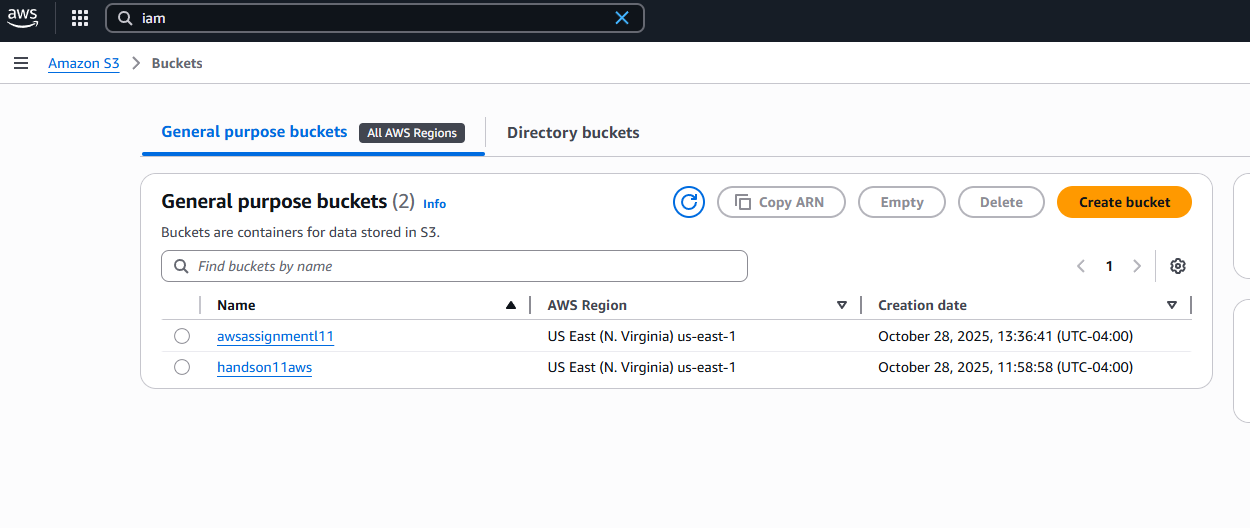 aws
iam
Amazon S3 Buckets
General purpose buckets All AWS Regions Directory buckets
General purpose buckets (2) Info Copy ARN Empty Delete Create bucket
Buckets are containers for data stored in S3.
Find buckets by name 1
Name AWS Region Creation date
awsassignmentl11 US East (N. Virginia) us-east-1 October 28, 2025, 13:36:41 (UTC-04:00)
handson11aws US East (N. Virginia) us-east-1 October 28, 2025, 11:58:58 (UTC-04:00)